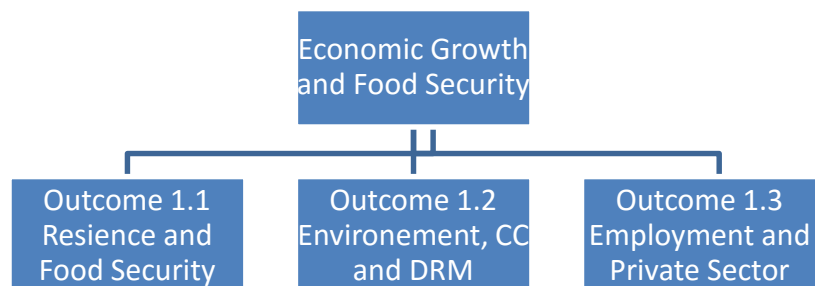 Economic Growth
and Food Security
Outcome 1.1
Resience and
Food Security
Outcome 1.2
Environement, CC
and DRM
Outcome 1.3
Employment and
Private Sector